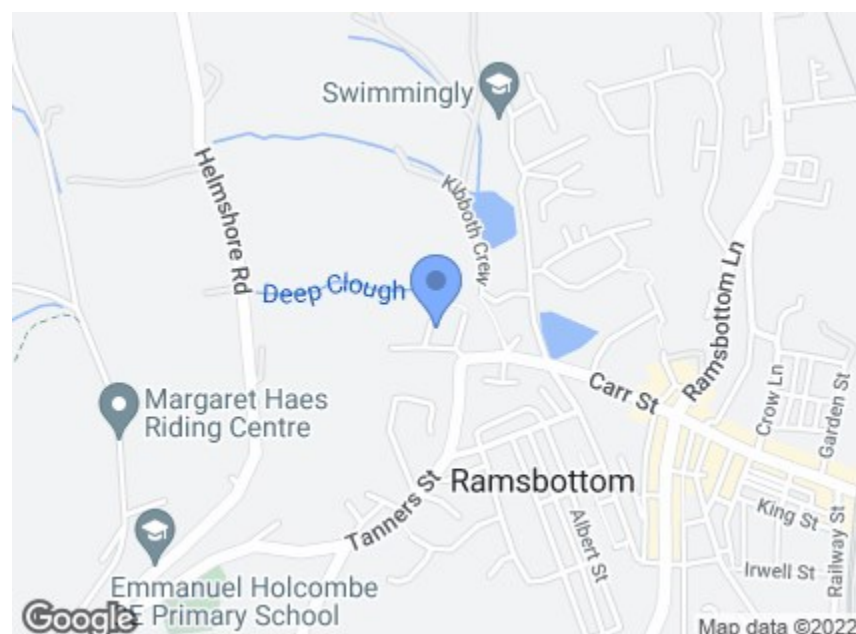 Swimmingly
Kibboth Crew
Helmshore Rd
Deep Clough
Ramsbottom Ln
Carr St
Crow Ln
Garden St
Margaret Haes
Riding Centre
Ramsbottom
Tanners St
Albert St
King St
Railway St
Irwell St
Emmanuel Holcombe
E Primary School
Google
Map data ©2022